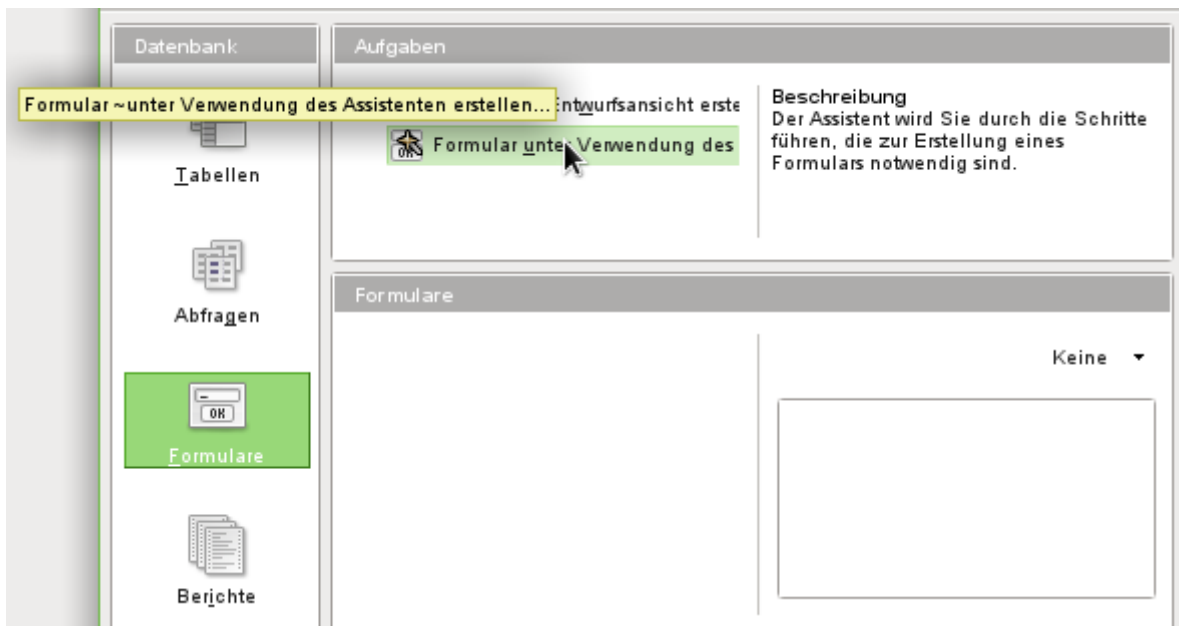 Datenbank
Aufgaben
Formular ~unter Verwendung des Assistenten erstellen...
ntwurfsansicht erste
Formular unter Verwendung des
Beschreibung
Der Assistent wird Sie durch die Schritte
führen, die zur Erstellung eines
Formulars notwendig sind.
Tabellen
Abfragen
OK
Formulare
Berichte
Formulare
Keine